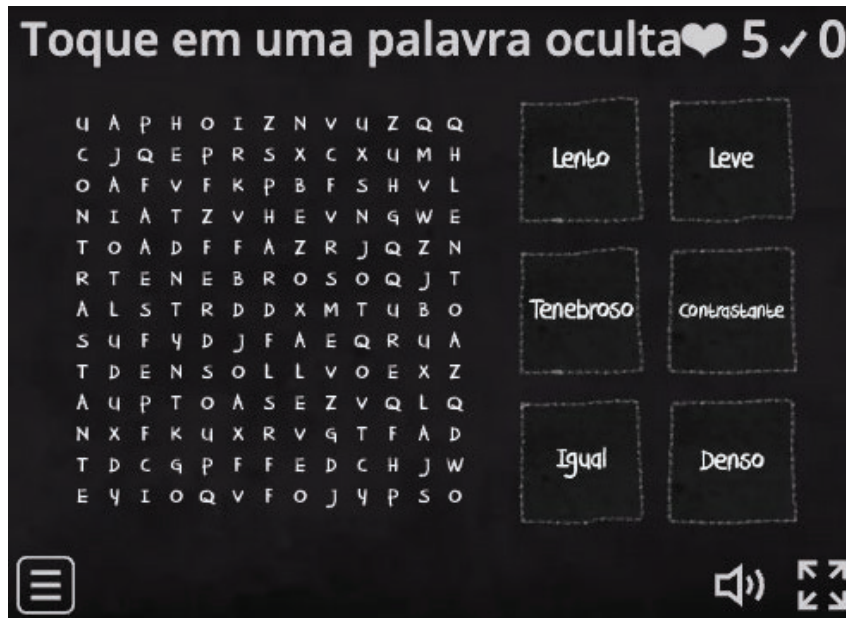 Toque em uma palavra oculta❤ 5 ✓ 0
U A P H O I Z N V U Z Q Q
C J Q E P R S X C X U M H
O A F V F K P B F S H V L
N I A T Z V H E V N G W E
T O A D F F A Z R J Q Z N
R T E N E B R O S O Q J T
A L S T R D D X M T U B O
S U F Y D J F A E Q R U A
T D E N S O L L V O E X Z
A U P T O A S E Z V Q L Q
N X F K U X R V G T F A D
T D C G P F F E D C H J W
E Y I O Q V F O J Y P S O
Lento
Leve
Tenebroso
Contrastante
Igual
Denso